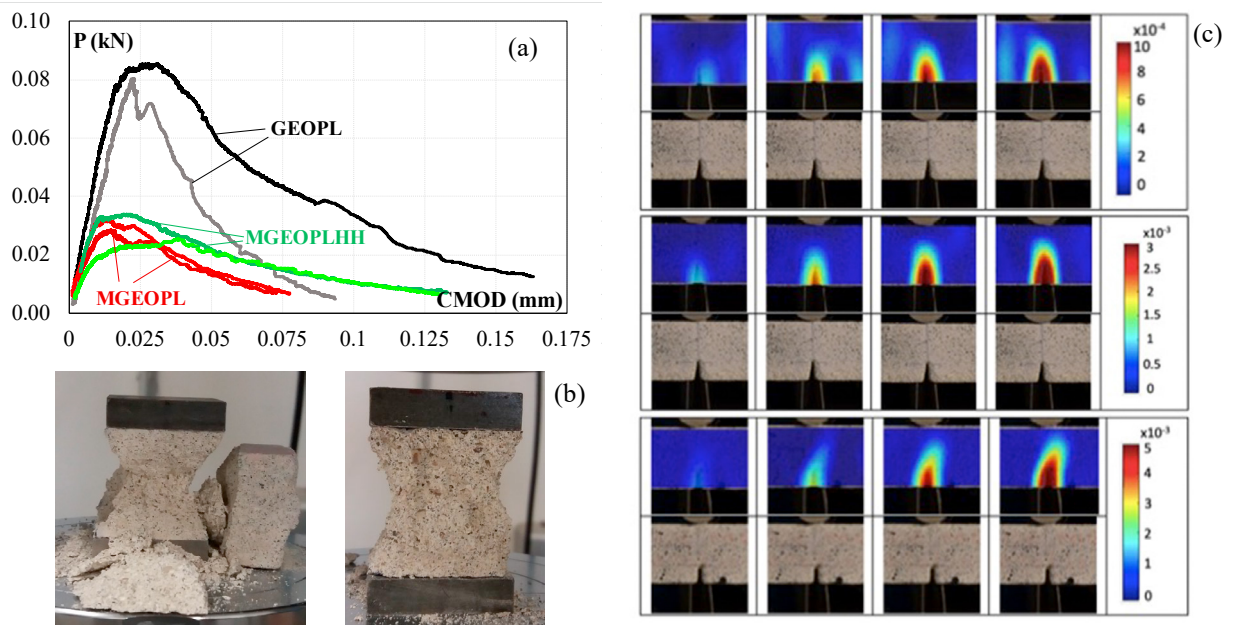 P (kN)
(a)
0.10
0.08
0.06
0.04
0.02
0.00
GEOPL
MGEOPLHH
MGEOPL
CMOD (mm)
0 0.025 0.05 0.075 0.1 0.125 0.15 0.175
(b)
(c)
x10⁻⁴
10
8
6
4
2
0
x10⁻³
3
2.5
2
1.5
1
0.5
0
x10⁻³
5
4
3
2
1
0